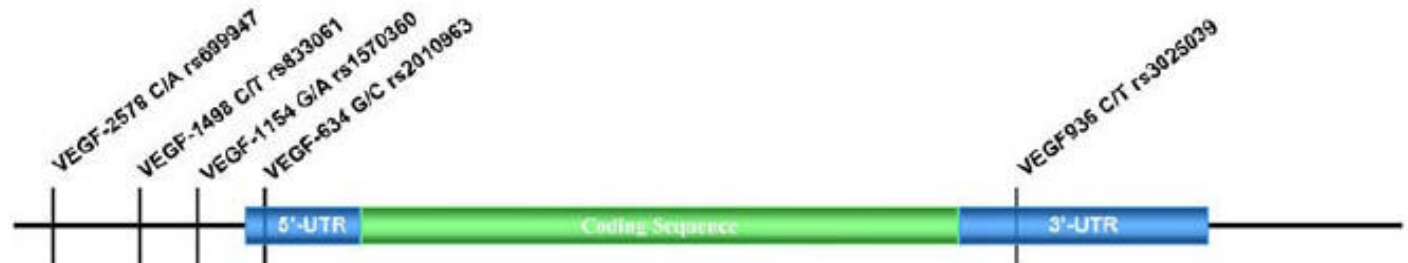 VEGF-2578 C/A rs699947
VEGF-1498 C/T rs833061
VEGF-1154 G/A rs1570360
VEGF-634 G/C rs2010963
VEGF936 C/T rs3025039
5'-UTR
Coding Sequence
3'-UTR